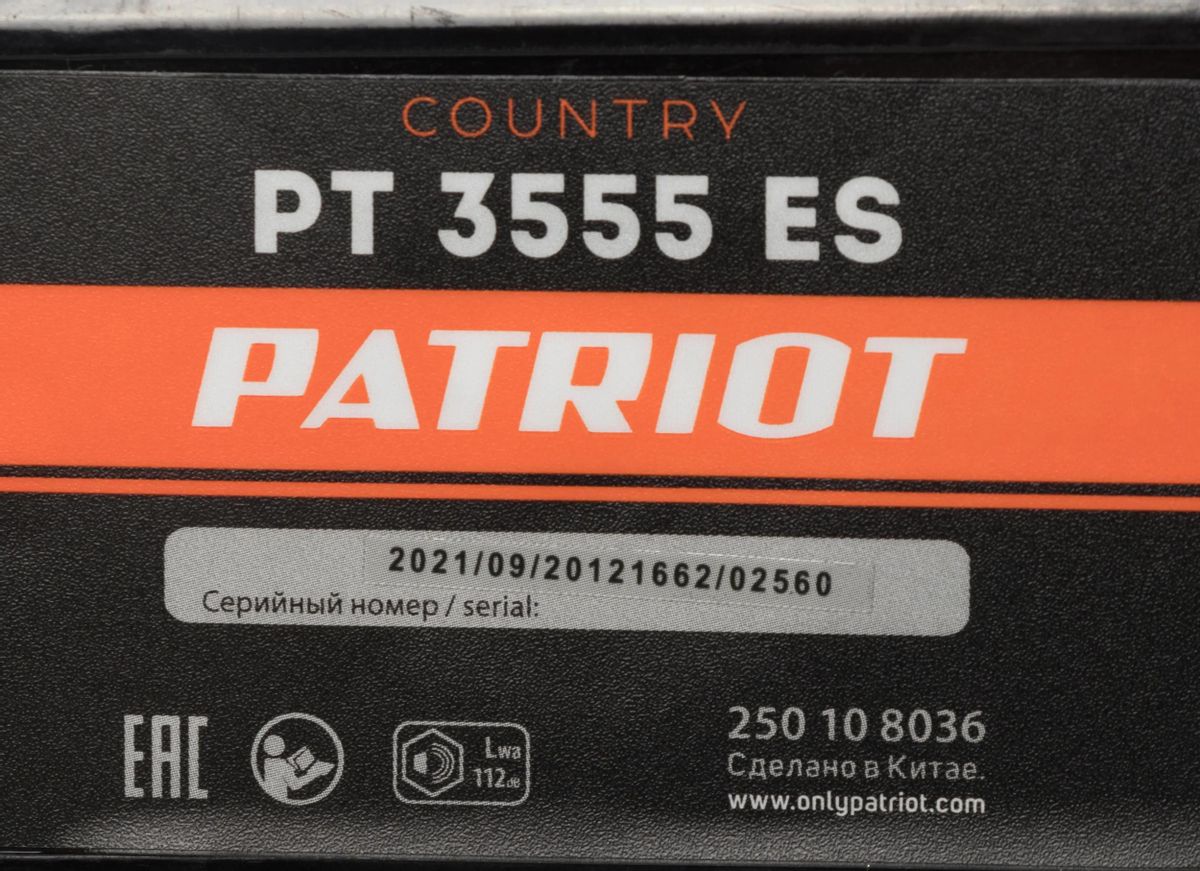 COUNTRY
PT 3555 ES
PATRIOT
2021/09/20121662/02560
Серийный номер / serial:
EAC
Lwa
112дБ
250 10 8036
Сделано в Китае.
www.onlypatriot.com